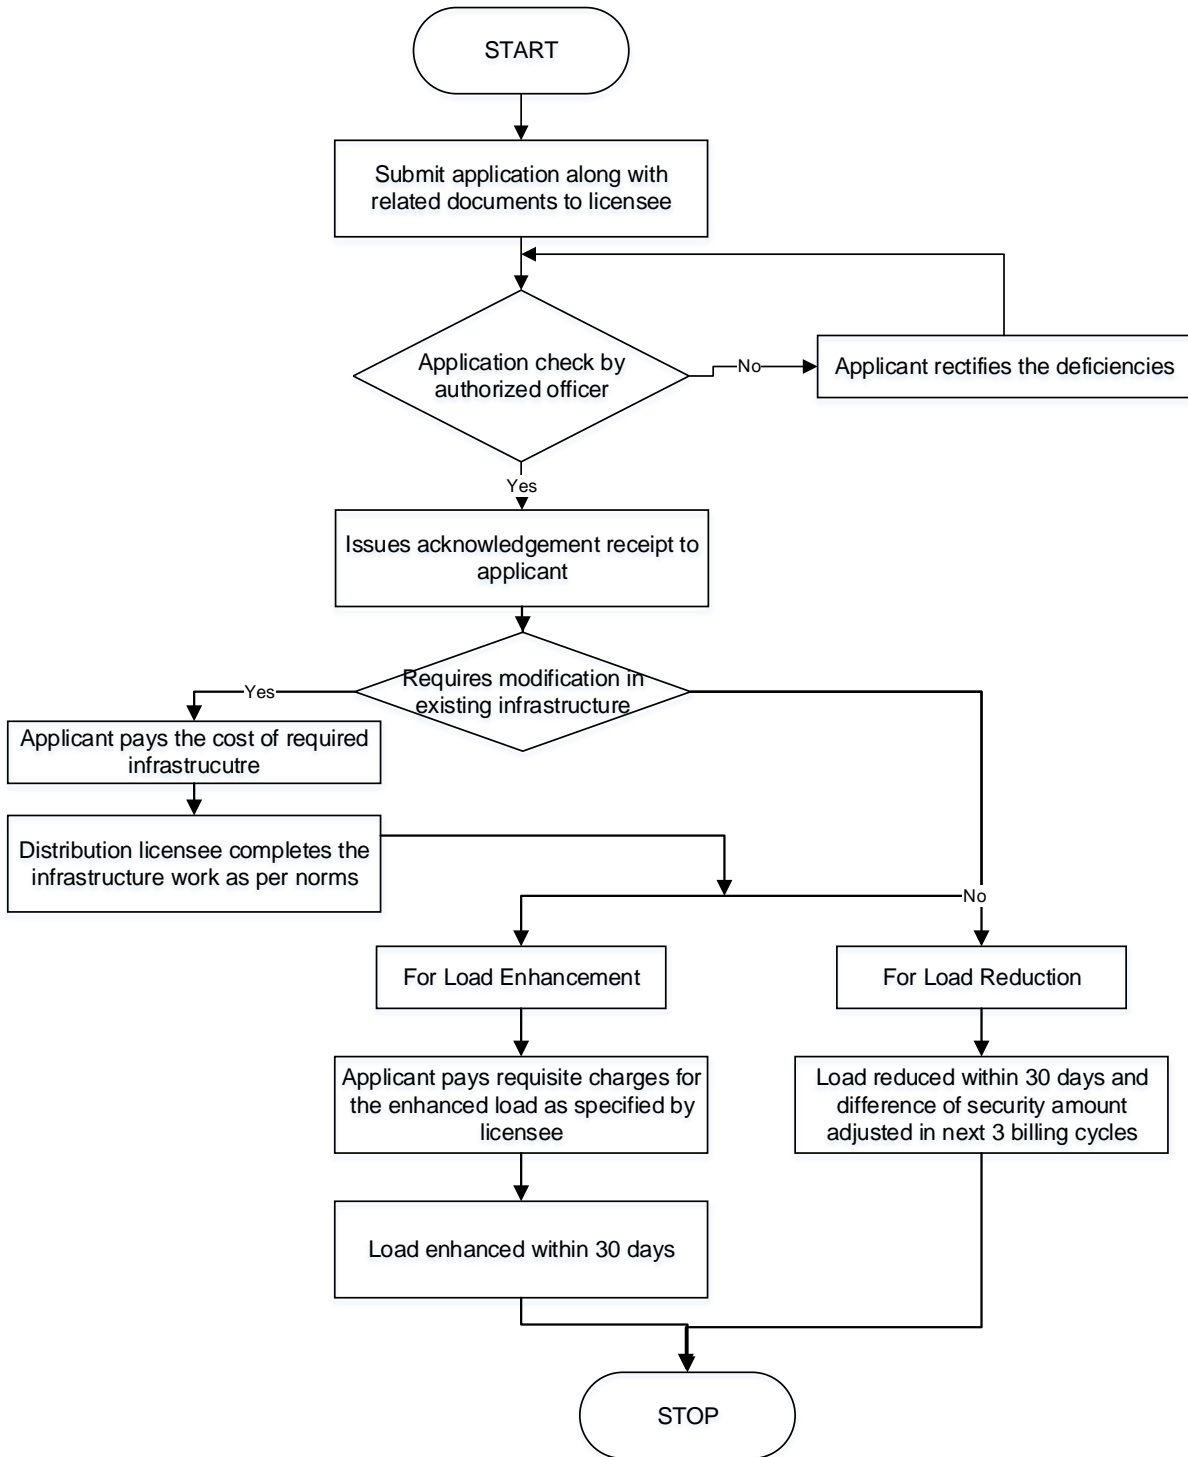 START
Submit application along with
related documents to licensee
Application check by
authorized officer
No
Applicant rectifies the deficiencies
Yes
Issues acknowledgement receipt to
applicant
Requires modification in
existing infrastructure
Yes
Applicant pays the cost of required
infrastrucutre
Distribution licensee completes the
infrastructure work as per norms
No
For Load Enhancement
For Load Reduction
Applicant pays requisite charges for
the enhanced load as specified by
licensee
Load reduced within 30 days and
difference of security amount
adjusted in next 3 billing cycles
Load enhanced within 30 days
STOP